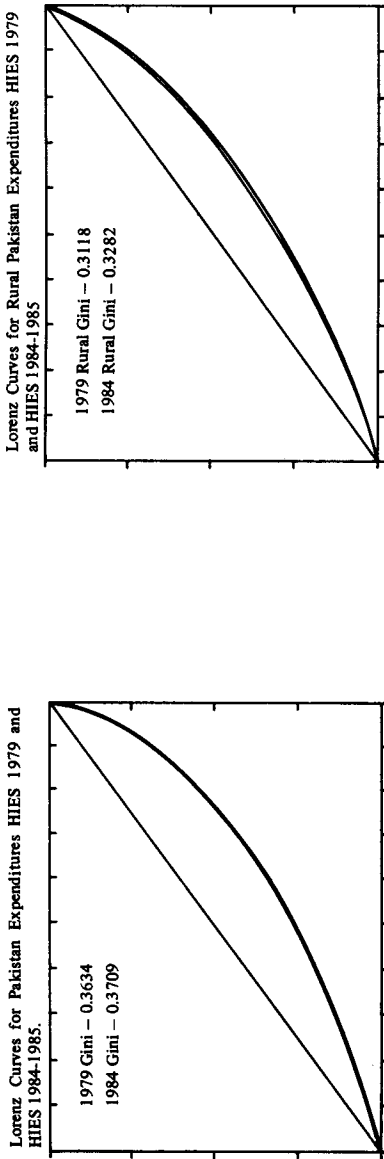 Lorenz Curves for Pakistan Expenditures HIES 1979 and
HIES 1984-1985.
1979 Gini – 0.3634
1984 Gini – 0.3709
Lorenz Curves for Rural Pakistan Expenditures HIES 1979
and HIES 1984-1985
1979 Rural Gini – 0.3118
1984 Rural Gini – 0.3282